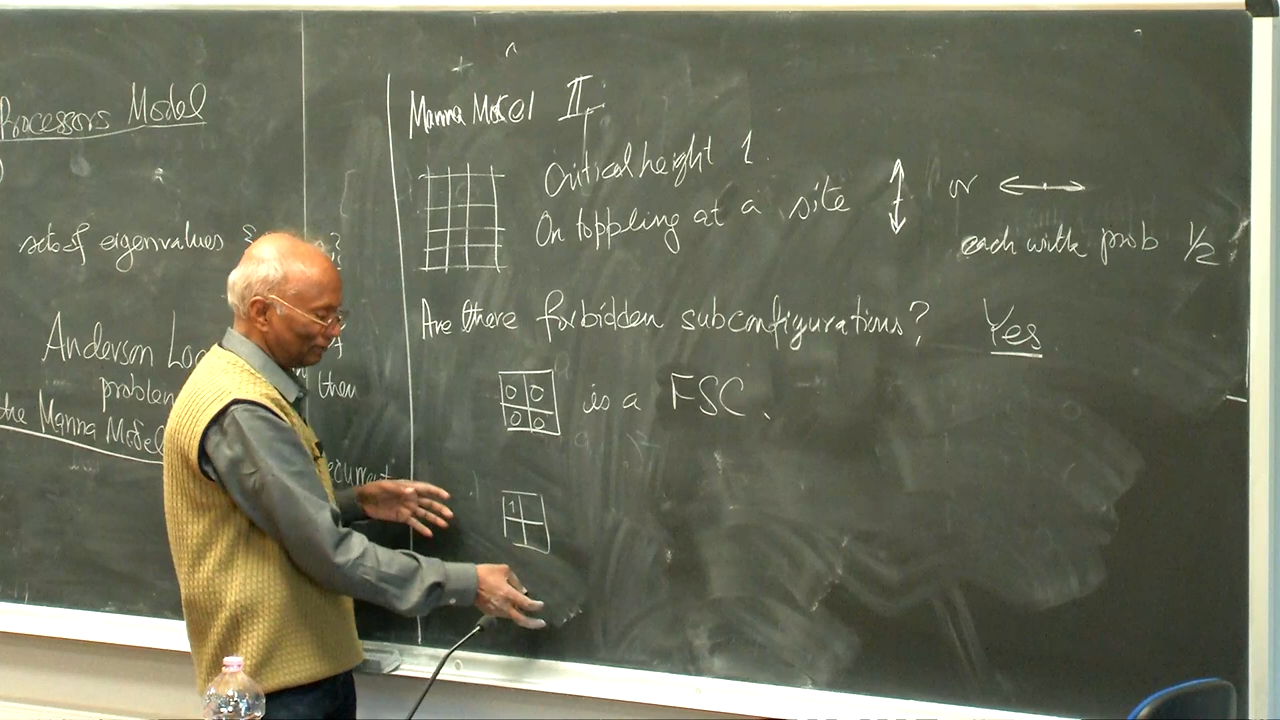 Processors Model
sets of eigenvalues
Anderson
problem then
the Manna Model
Manna Model II
Critical height 1.
On toppling at a site ↕ or ↔
each with prob 1/2
Are there forbidden subconfigurations? Yes
0 0
0 0
is a FSC.
1